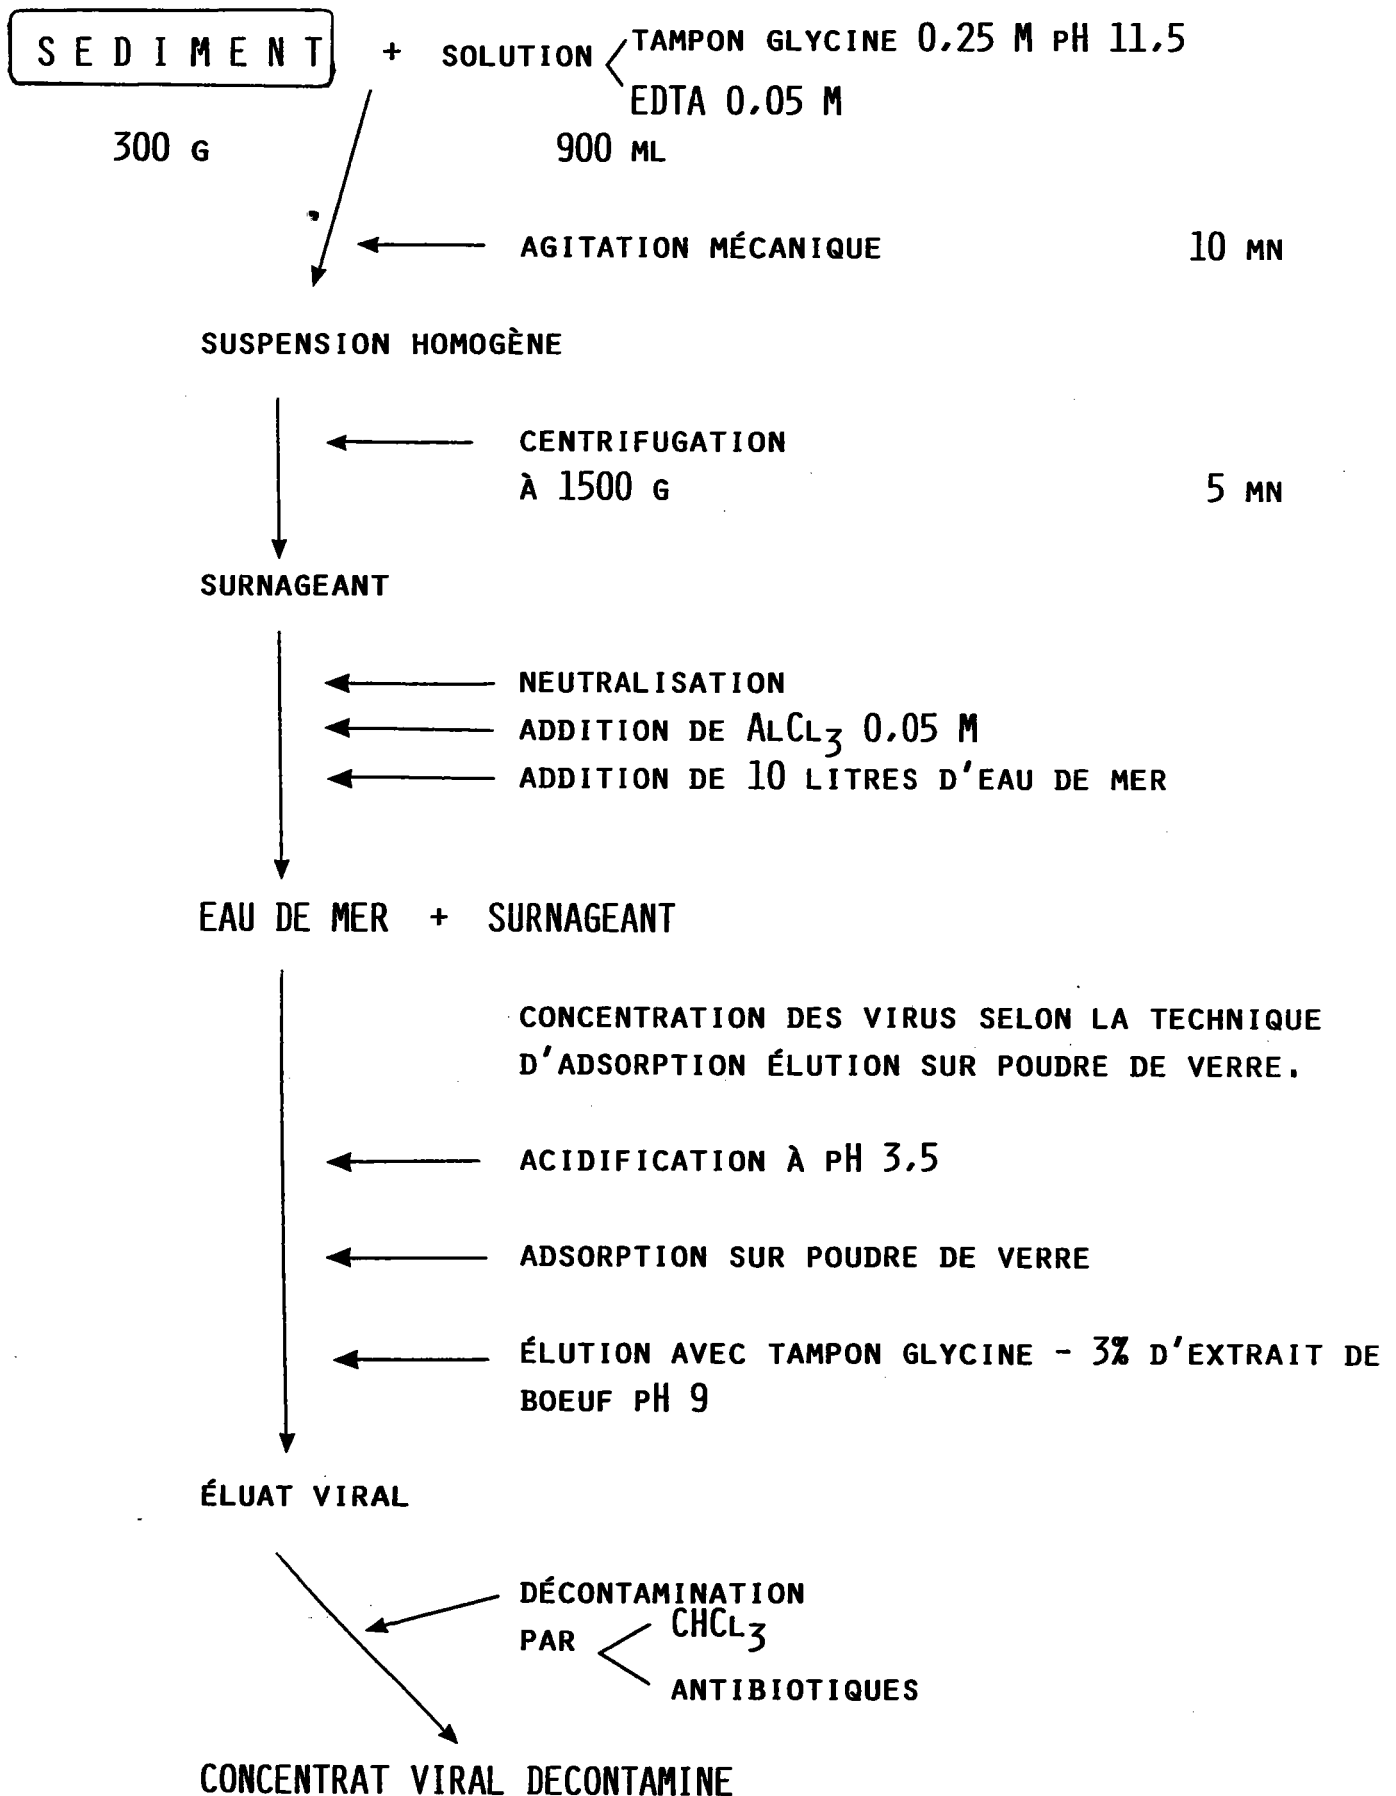 SEDIMENT + SOLUTION TAMPON GLYCINE 0,25 M PH 11,5
EDTA 0,05 M
300 G 900 ML
AGITATION MÉCANIQUE 10 MN
SUSPENSION HOMOGÈNE
CENTRIFUGATION
À 1500 G 5 MN
SURNAGEANT
NEUTRALISATION
ADDITION DE ALCL3 0,05 M
ADDITION DE 10 LITRES D'EAU DE MER
EAU DE MER + SURNAGEANT
CONCENTRATION DES VIRUS SELON LA TECHNIQUE
D'ADSORPTION ÉLUTION SUR POUDRE DE VERRE.
ACIDIFICATION À PH 3,5
ADSORPTION SUR POUDRE DE VERRE
ÉLUTION AVEC TAMPON GLYCINE - 3% D'EXTRAIT DE
BOEUF PH 9
ÉLUAT VIRAL
DÉCONTAMINATION
PAR CHCL3
ANTIBIOTIQUES
CONCENTRAT VIRAL DECONTAMINE